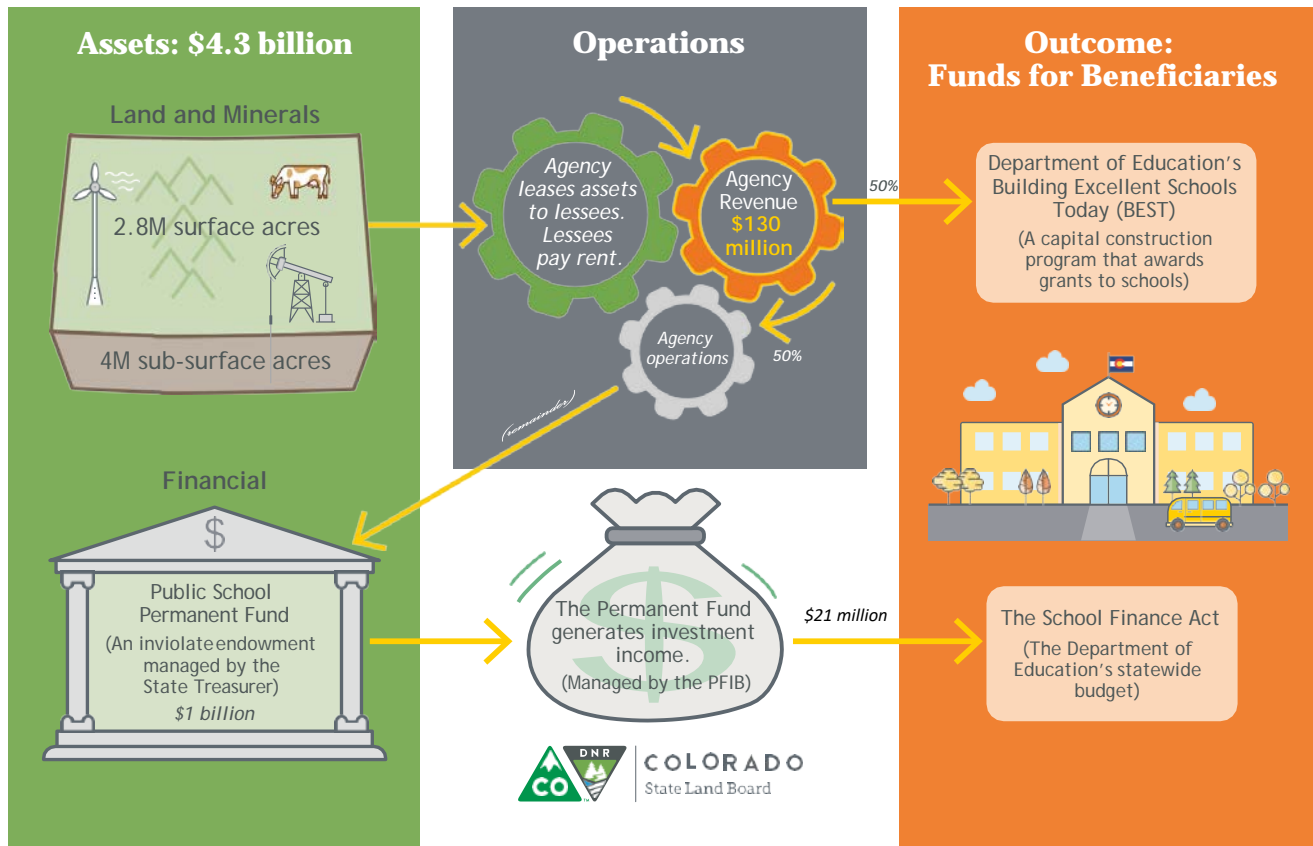 Assets: $4.3 billion
Land and Minerals
2.8M surface acres
4M sub-surface acres
Financial
$
Public School
Permanent Fund
(An inviolate endowment
managed by the
State Treasurer)
$1 billion
Operations
Agency
leases assets
to lessees.
Lessees
pay rent.
Agency
Revenue
$130
million
50%
Agency
operations
50%
(remainder)
$
The Permanent Fund
generates investment
income.
(Managed by the PFIB)
$21 million
DNR
CO
COLORADO
State Land Board
Outcome:
Funds for Beneficiaries
Department of Education's
Building Excellent Schools
Today (BEST)
(A capital construction
program that awards
grants to schools)
The School Finance Act
(The Department of
Education's statewide
budget)